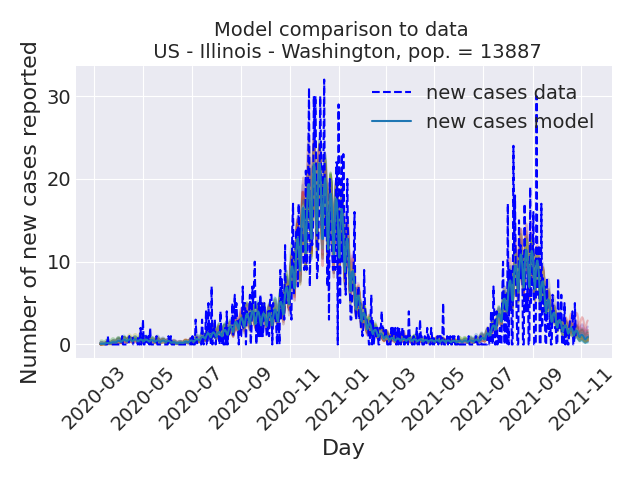 Model comparison to data
US - Illinois - Washington, pop. = 13887
Number of new cases reported
30
20
10
0
new cases data
new cases model
2020-03
2020-05
2020-07
2020-09
2020-11
2021-01
2021-03
2021-05
2021-07
2021-09
2021-11
Day